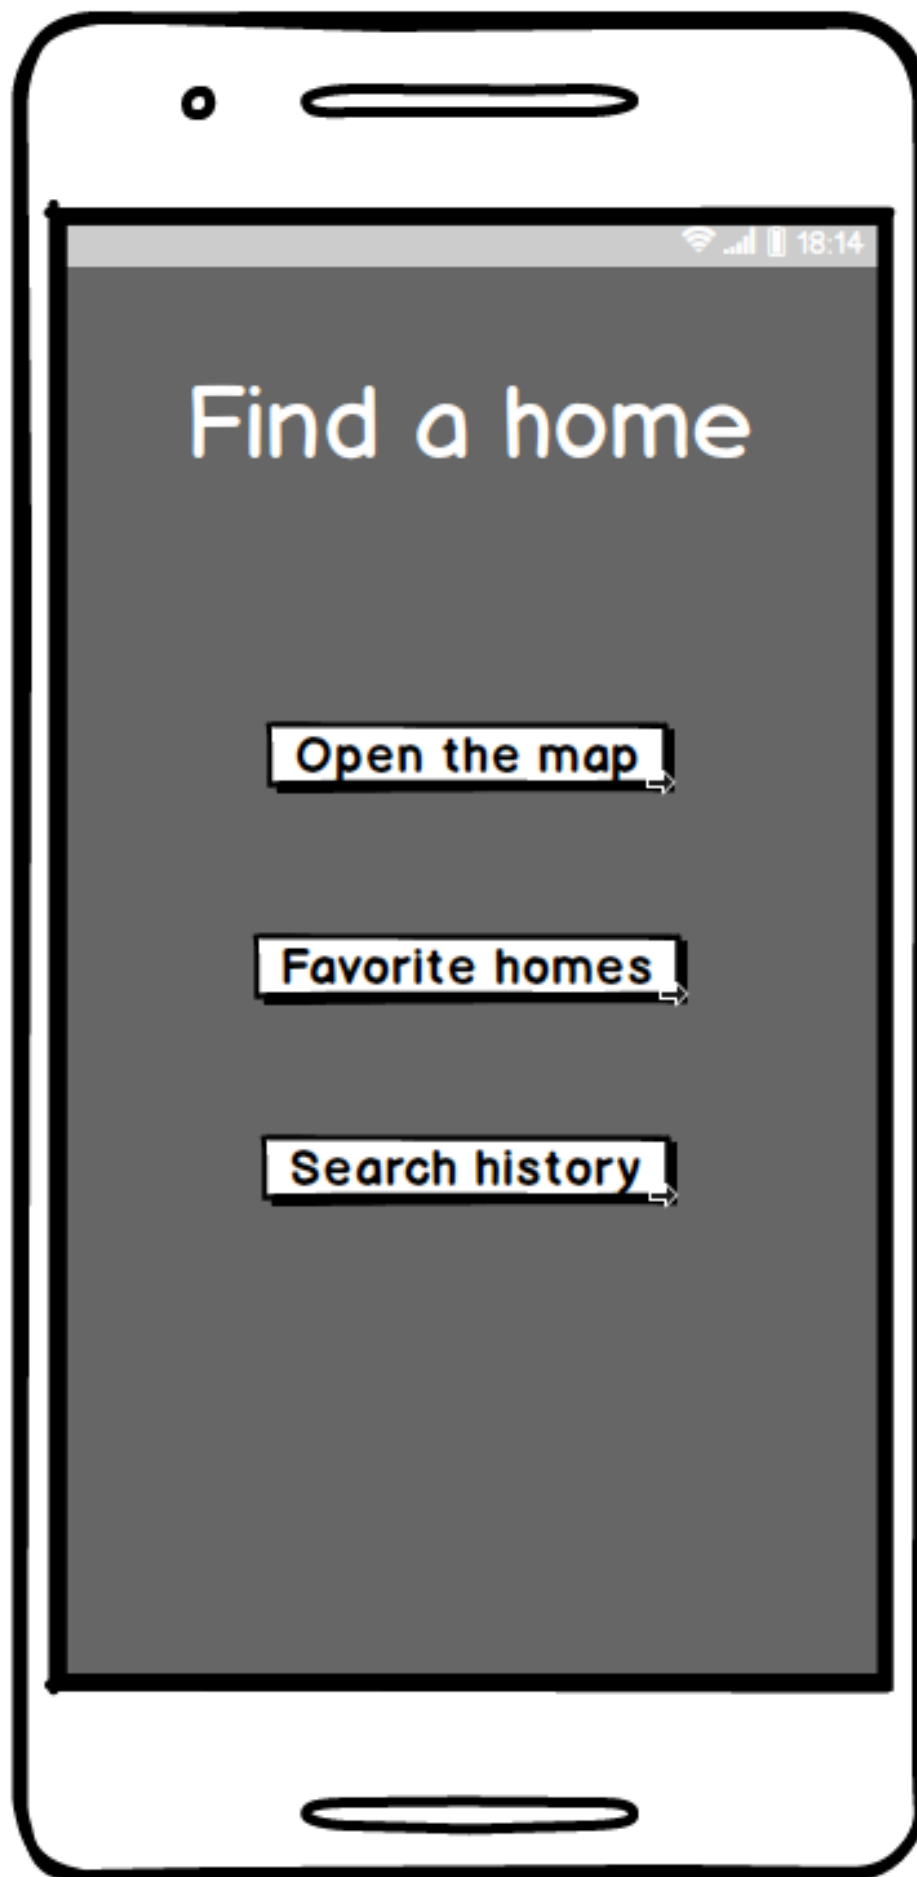 18:14
Find a home
Open the map
Favorite homes
Search history